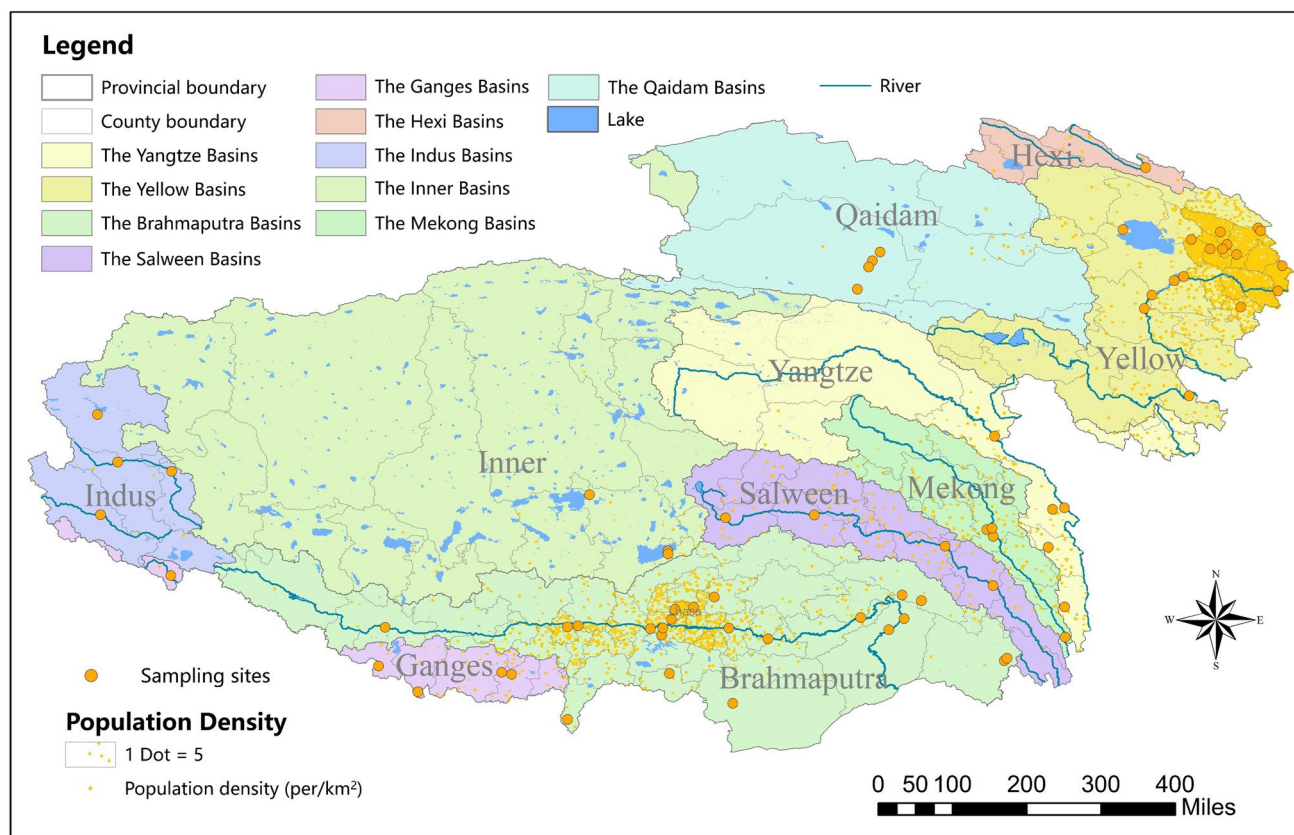 Legend
Provincial boundary
County boundary
The Yangtze Basins
The Yellow Basins
The Brahmaputra Basins
The Salween Basins
The Ganges Basins
The Hexi Basins
The Indus Basins
The Inner Basins
The Mekong Basins
The Qaidam Basins
Lake
River
Hexi
Qaidam
Yellow
Yangtze
Inner
Indus
Salween
Mekong
Ganges
Brahmaputra
N
W E
S
Sampling sites
Population Density
1 Dot = 5
Population density (per/km²)
0 50 100 200 300 400
Miles